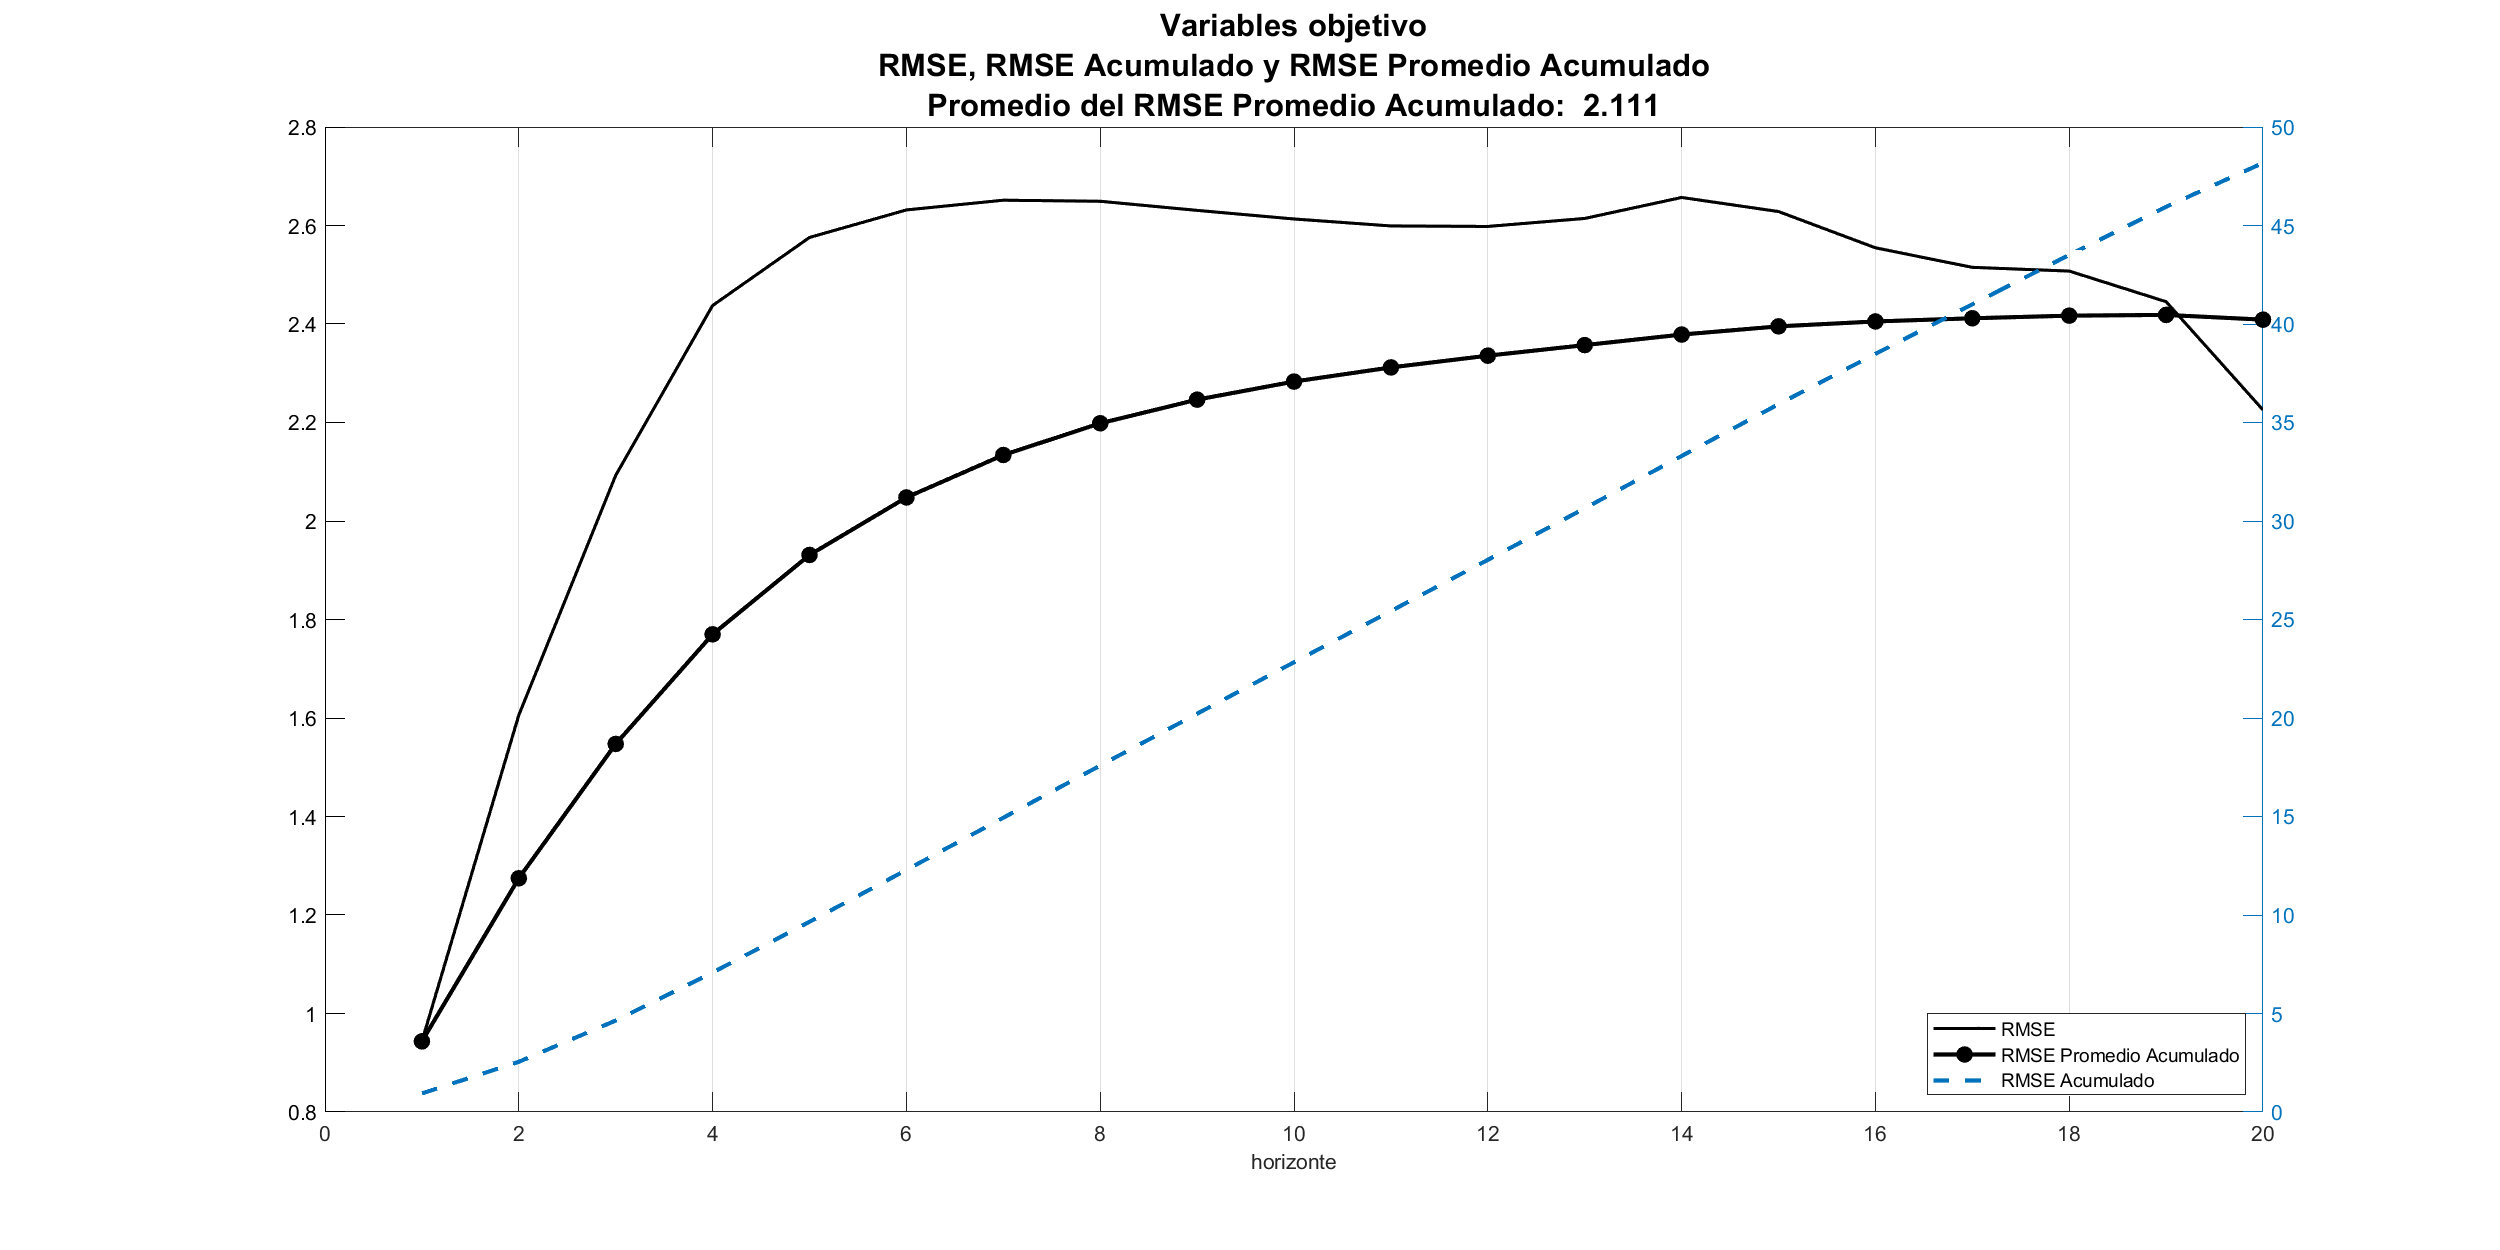 Variables objetivo
RMSE, RMSE Acumulado y RMSE Promedio Acumulado
Promedio del RMSE Promedio Acumulado:  2.111
2.8
2.6
2.4
2.2
2
1.8
1.6
1.4
1.2
1
0.8
50
45
40
35
30
25
20
15
10
5
0
RMSE
RMSE Promedio Acumulado
RMSE Acumulado
0 2 4 6 8 10 12 14 16 18 20
horizonte